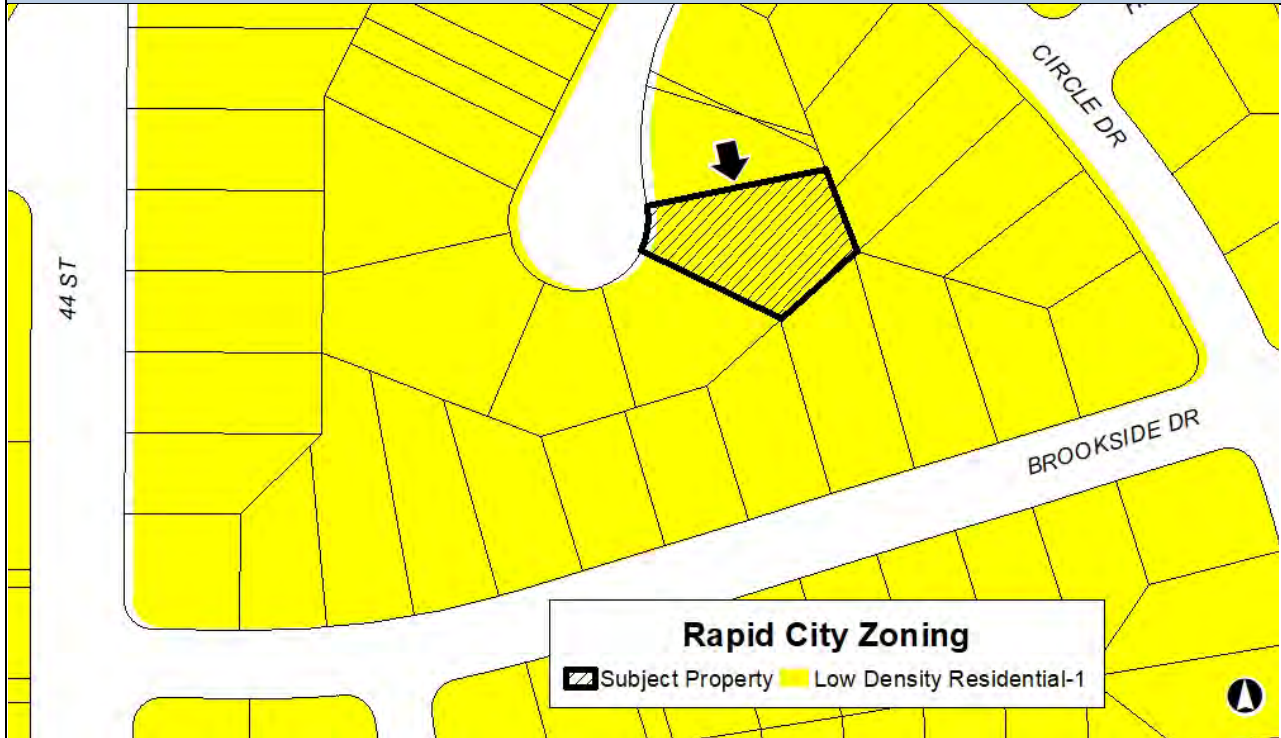 CIRCLE DR
44 ST
BROOKSIDE DR
Rapid City Zoning
Subject Property Low Density Residential-1